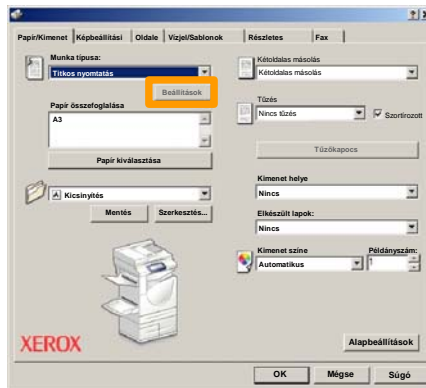 Papír/Kimenet Képbeállítási Oldale Vízjel/Sablonok Részletes Fax
Munka típusa:
Titkos nyomtatás
Beállítások
Papír összefoglalása
A3
Papír kiválasztása
A Kicsinyítés
Mentés Szerkesztés...
XEROX
Kétoldalas másolás
Kétoldalas másolás
Tűzés
Nincs tűzés
Szortírozott
Tűzőkapocs
Kimenet helye
Nincs
Elkészült lapok:
Nincs
Kimenet színe Példányszám:
Automatikus 1
Alapbeállítások
OK Mégse Súgó